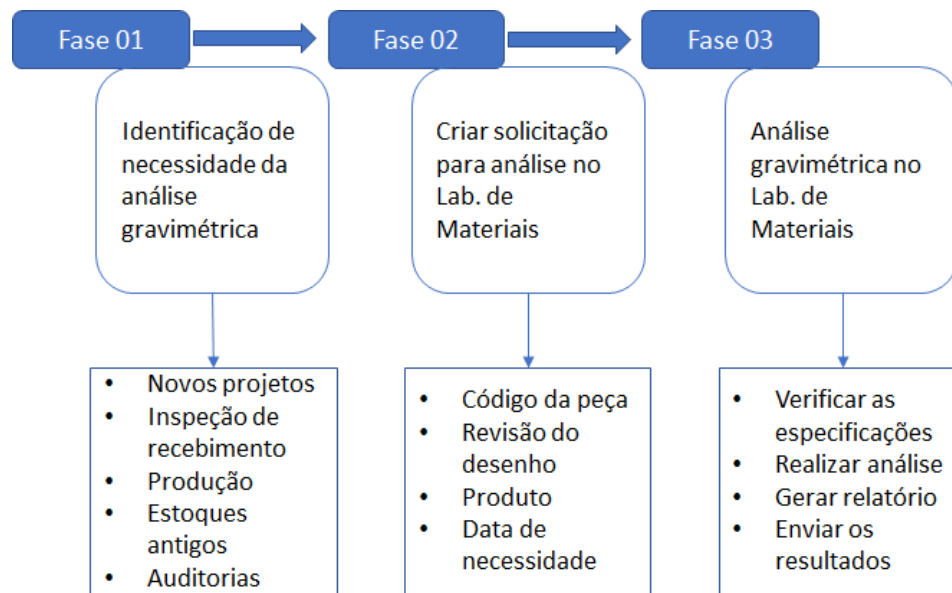 Fase 01
Fase 02
Fase 03
Identificação de
necessidade da
análise
gravimétrica
Criar solicitação
para análise no
Lab. de
Materiais
Análise
gravimétrica no
Lab. de
Materiais
• Novos projetos
• Inspeção de
recebimento
• Produção
• Estoques
antigos
• Auditorias
• Código da peça
• Revisão do
desenho
• Produto
• Data de
necessidade
• Verificar as
especificações
• Realizar análise
• Gerar relatório
• Enviar os
resultados